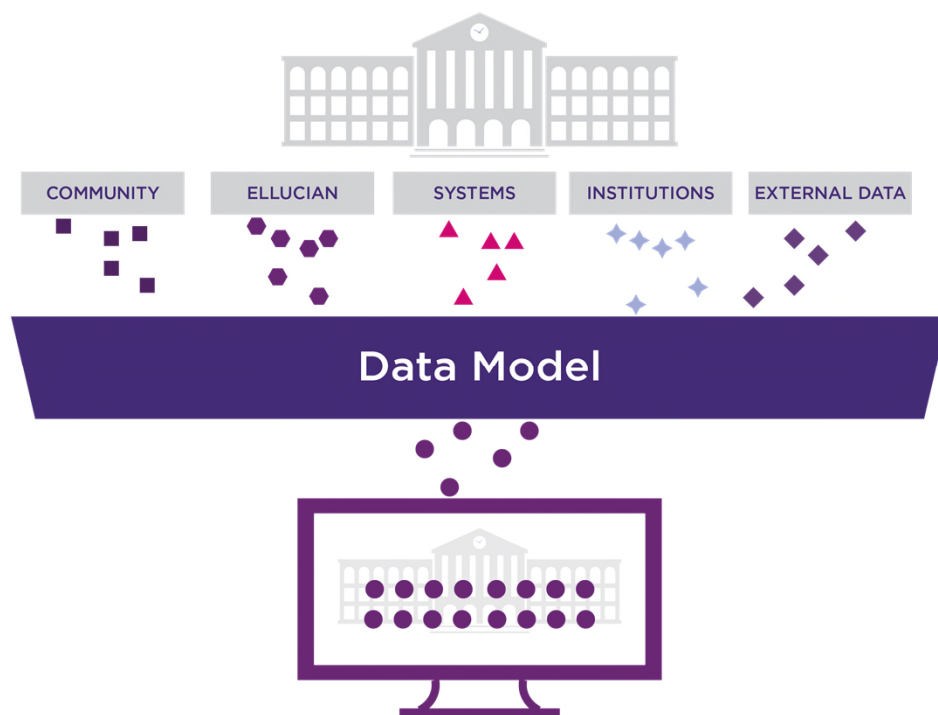 COMMUNITY
ELLUCIAN
SYSTEMS
INSTITUTIONS
EXTERNAL DATA
Data Model